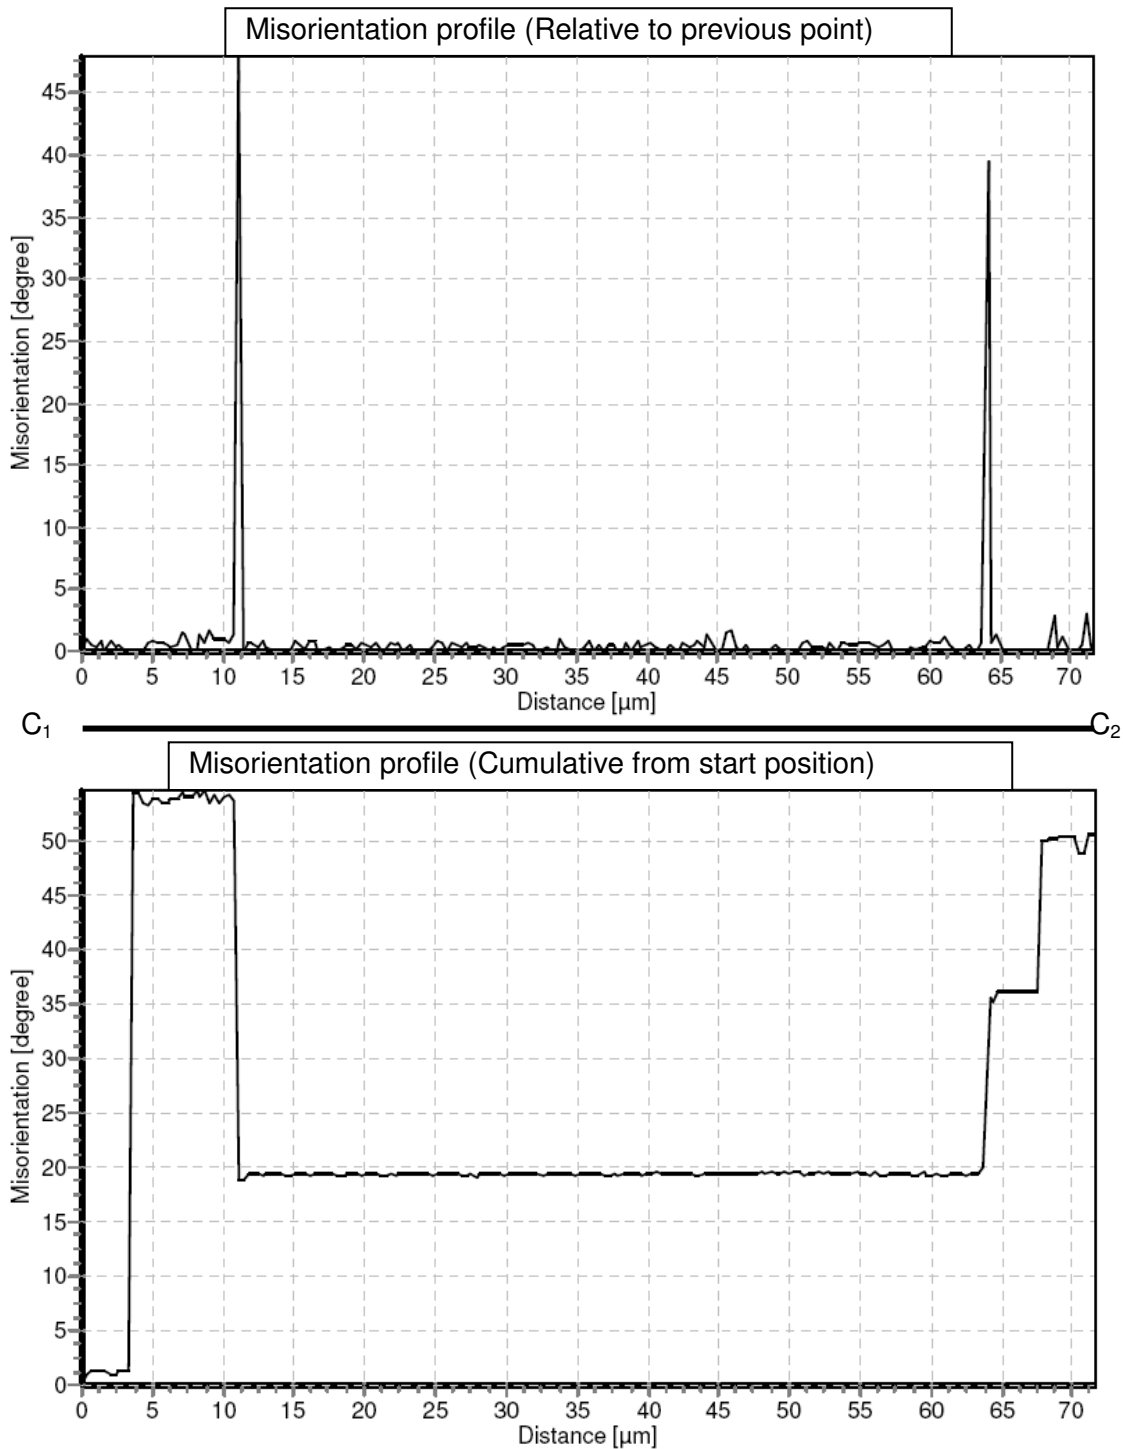 Misorientation profile (Relative to previous point)
45
40
35
30
25
20
15
10
5
0
Misorientation [degree]
0 5 10 15 20 25 30 35 40 45 50 55 60 65 70
Distance [µm]
C1 C2
Misorientation profile (Cumulative from start position)
50
45
40
35
30
25
20
15
10
5
0
Misorientation [degree]
0 5 10 15 20 25 30 35 40 45 50 55 60 65 70
Distance [µm]